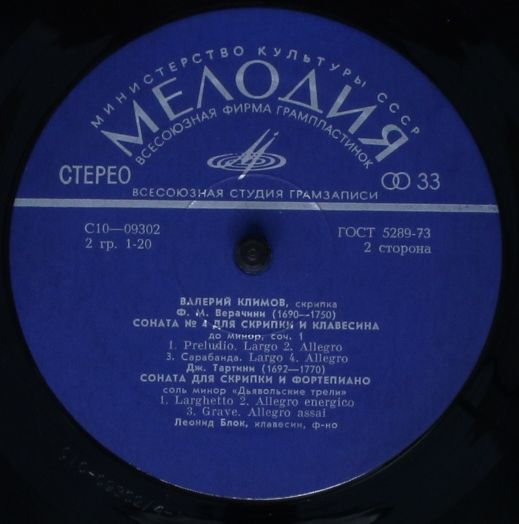 МИНИСТЕРСТВО КУЛЬТУРЫ СССР
МЕЛОДИЯ
ВСЕСОЮЗНАЯ ФИРМА ГРАМПЛАСТИНОК
СТЕРЕО
33
ВСЕСОЮЗНАЯ СТУДИЯ ГРАМЗАПИСИ
С10—09302
ГОСТ 5289-73
2 гр. 1-20
2 сторона
ВАЛЕРИЙ КЛИМОВ, скрипка
Ф. М. Верачини (1690—1750)
СОНАТА № 4 ДЛЯ СКРИПКИ И КЛАВЕСИНА
до минор, соч. 1
1. Preludio. Largo 2. Allegro
3. Сарабанда. Largo 4. Allegro
Дж. Тартини (1692—1770)
СОНАТА ДЛЯ СКРИПКИ И ФОРТЕПИАНО
соль минор «Дьявольские трели»
1. Larghetto 2. Allegro energico
3. Grave. Allegro assai
Леонид Блок, клавесин, ф-но